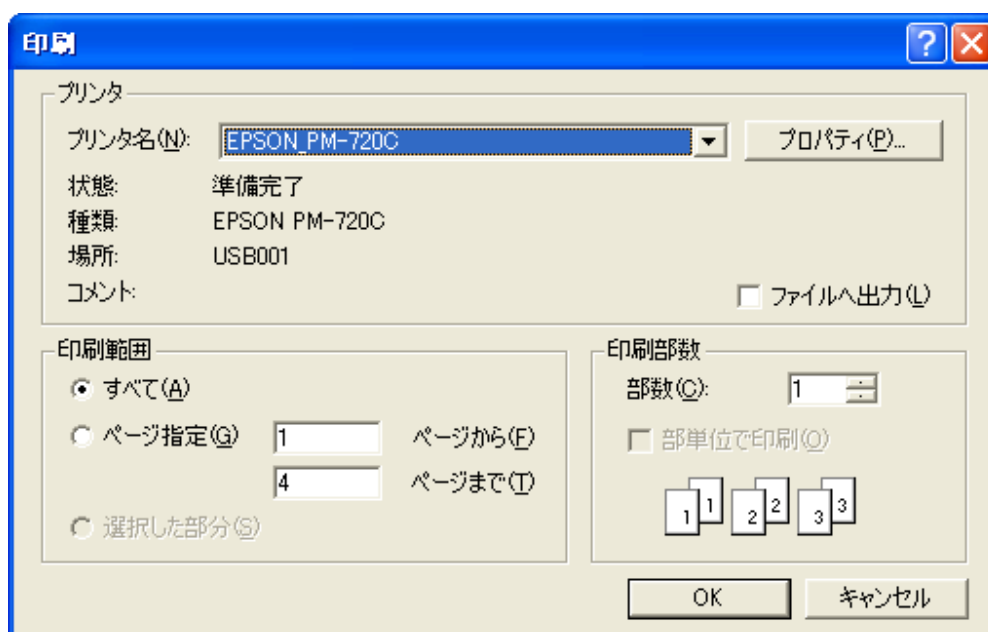 印刷
プリンタ
プリンタ名(N): EPSON_PM-720C プロパティ(P)...
状態: 準備完了
種類: EPSON PM-720C
場所: USB001
コメント: ファイルへ出力(L)
印刷範囲
すべて(A)
ページ指定(G) 1 ページから(F)
4 ページまで(T)
選択した部分(S)
印刷部数
部数(C): 1
部単位で印刷(O)
1 1 2 2 3 3
OK キャンセル